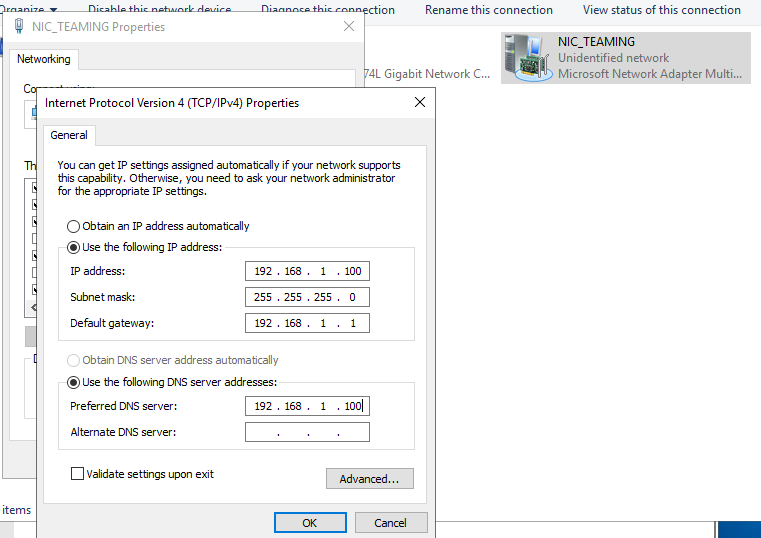 Organize Disable this network device Diagnose this connection Rename this connection View status of this connection
NIC_TEAMING Properties
NIC_TEAMING
Unidentified network
74L Gigabit Network C... Microsoft Network Adapter Multi...
Networking
Internet Protocol Version 4 (TCP/IPv4) Properties
General
You can get IP settings assigned automatically if your network supports
this capability. Otherwise, you need to ask your network administrator
for the appropriate IP settings.
Obtain an IP address automatically
Use the following IP address:
IP address: 192 . 168 . 1 . 100
Subnet mask: 255 . 255 . 255 . 0
Default gateway: 192 . 168 . 1 . 1
Obtain DNS server address automatically
Use the following DNS server addresses:
Preferred DNS server: 192 . 168 . 1 . 100
Alternate DNS server: . . .
Validate settings upon exit
Advanced...
items
OK Cancel